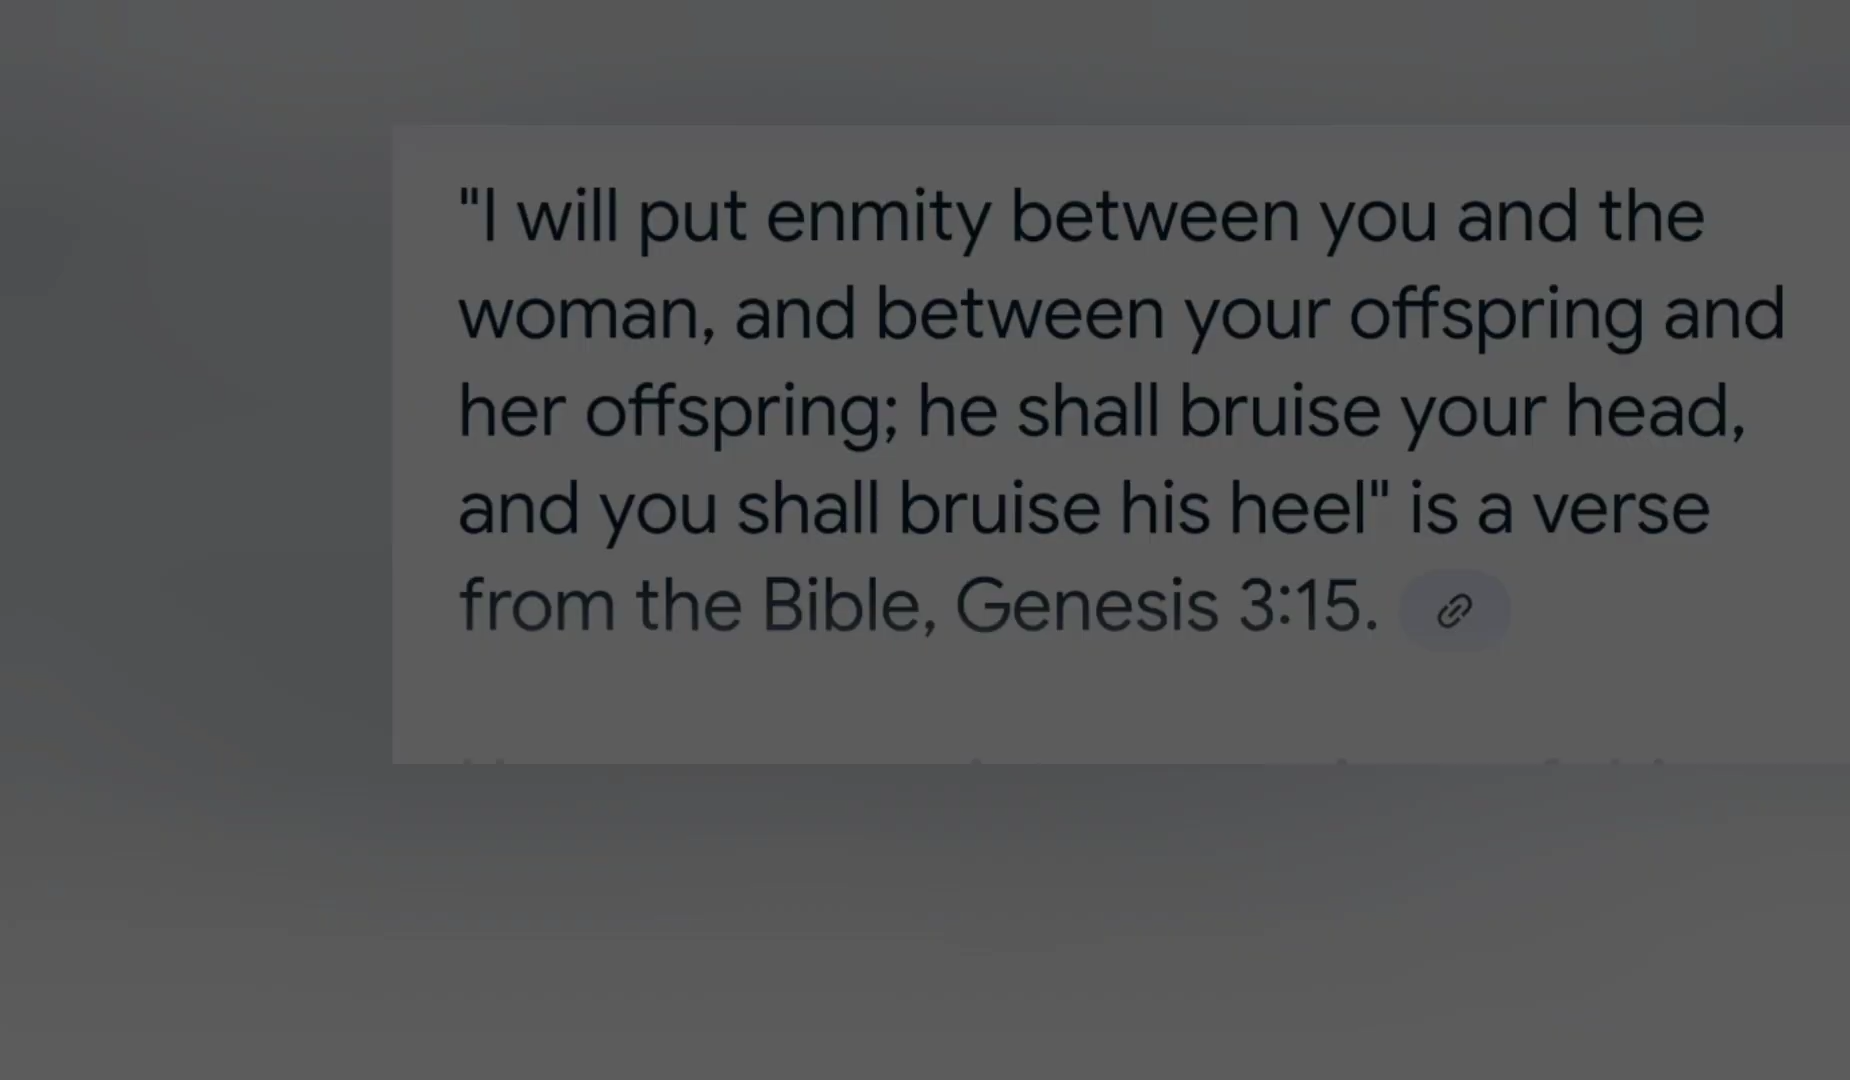 "I will put enmity between you and the
woman, and between your offspring and
her offspring; he shall bruise your head,
and you shall bruise his heel" is a verse
from the Bible, Genesis 3:15.